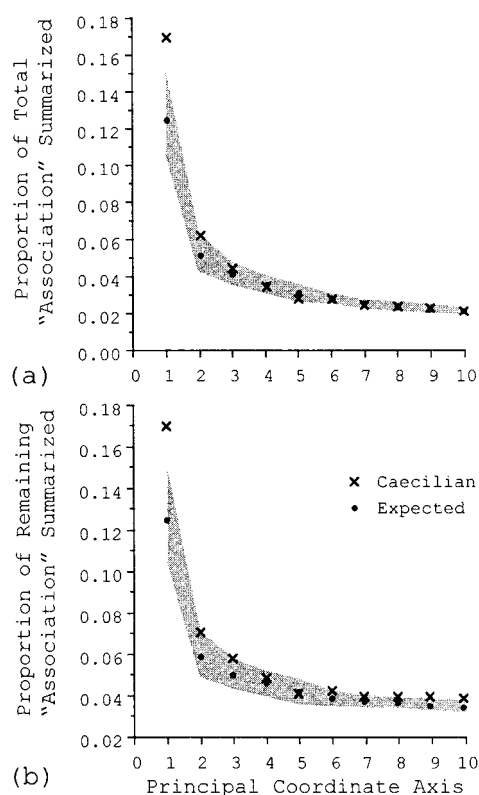 Proportion of Total
"Association" Summarized
0.18
0.16
0.14
0.12
0.10
0.08
0.06
0.04
0.02
0.00
0 1 2 3 4 5 6 7 8 9 10
(a)
Proportion of Remaining
"Association" Summarized
0.18
0.16
0.14
0.12
0.10
0.08
0.06
0.04
0.02
Caecilian
Expected
0 1 2 3 4 5 6 7 8 9 10
(b)
Principal Coordinate Axis